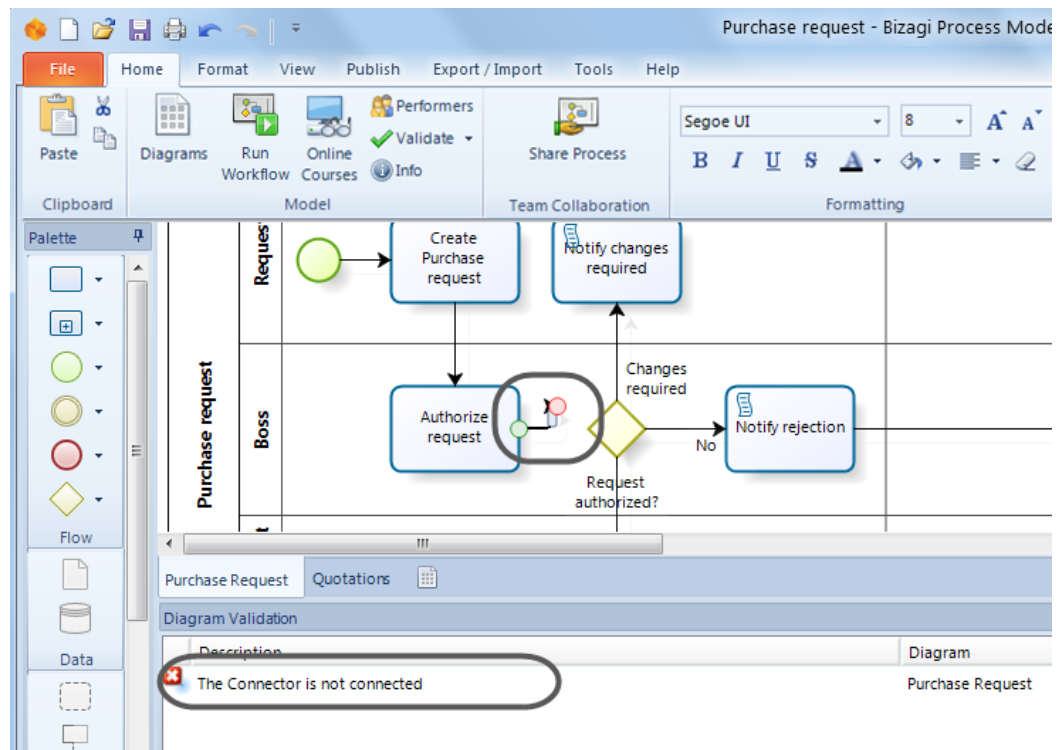 Purchase request - Bizagi Process Mode
File Home Format View Publish Export / Import Tools Help
Paste
Clipboard
Diagrams
Run
Workflow
Online
Courses
Performers
Validate
Info
Model
Share Process
Team Collaboration
Segoe UI
8
A A
B I U S A
Formatting
Palette
Flow
Data
Purchase request
Reques
Create
Purchase
request
Notify changes
required
Boss
Authorize
request
Changes
required
No
Notify rejection
Request
authorized?
Purchase Request Quotations
Diagram Validation
Description Diagram
The Connector is not connected Purchase Request